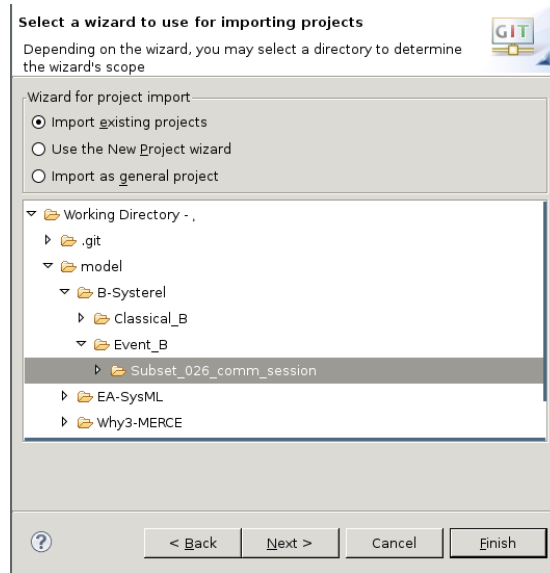 Select a wizard to use for importing projects
Depending on the wizard, you may select a directory to determine
the wizard's scope
GIT
Wizard for project import
Import existing projects
Use the New Project wizard
Import as general project
Working Directory - ,
.git
model
B-Systerel
Classical_B
Event_B
Subset_026_comm_session
EA-SysML
Why3-MERCE
?
< Back
Next >
Cancel
Finish